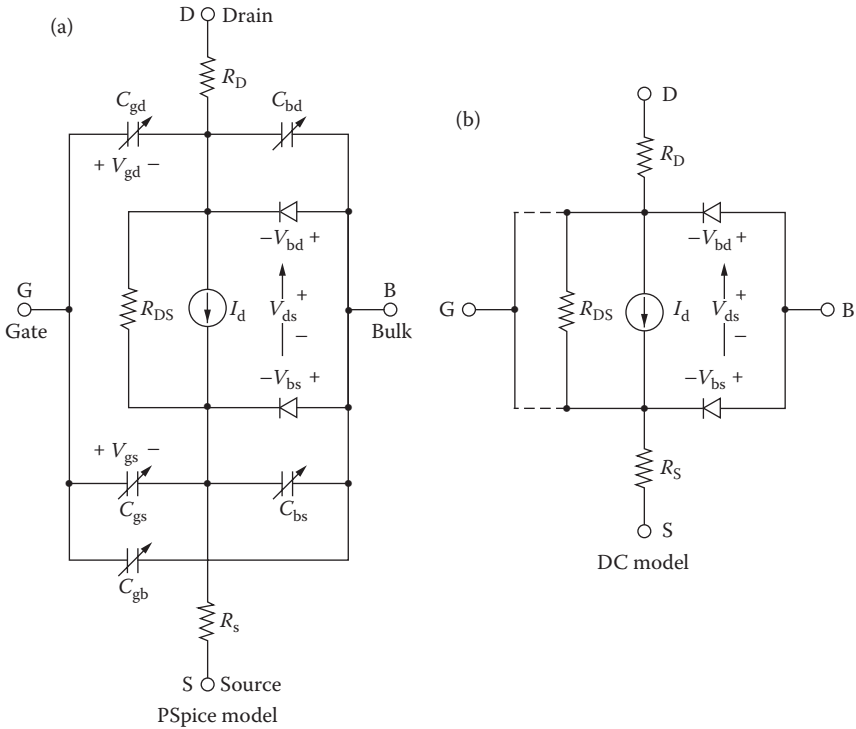 (a)
D Drain
R_D
C_gd
C_bd
+ V_gd −
−V_bd +
G
Gate
R_DS
I_d
+
V_ds
−
B
Bulk
−V_bs +
+ V_gs −
C_gs
C_bs
C_gb
R_s
S Source
PSpice model
(b)
D
R_D
−V_bd +
G
R_DS
I_d
+
V_ds
−
B
−V_bs +
R_S
S
DC model